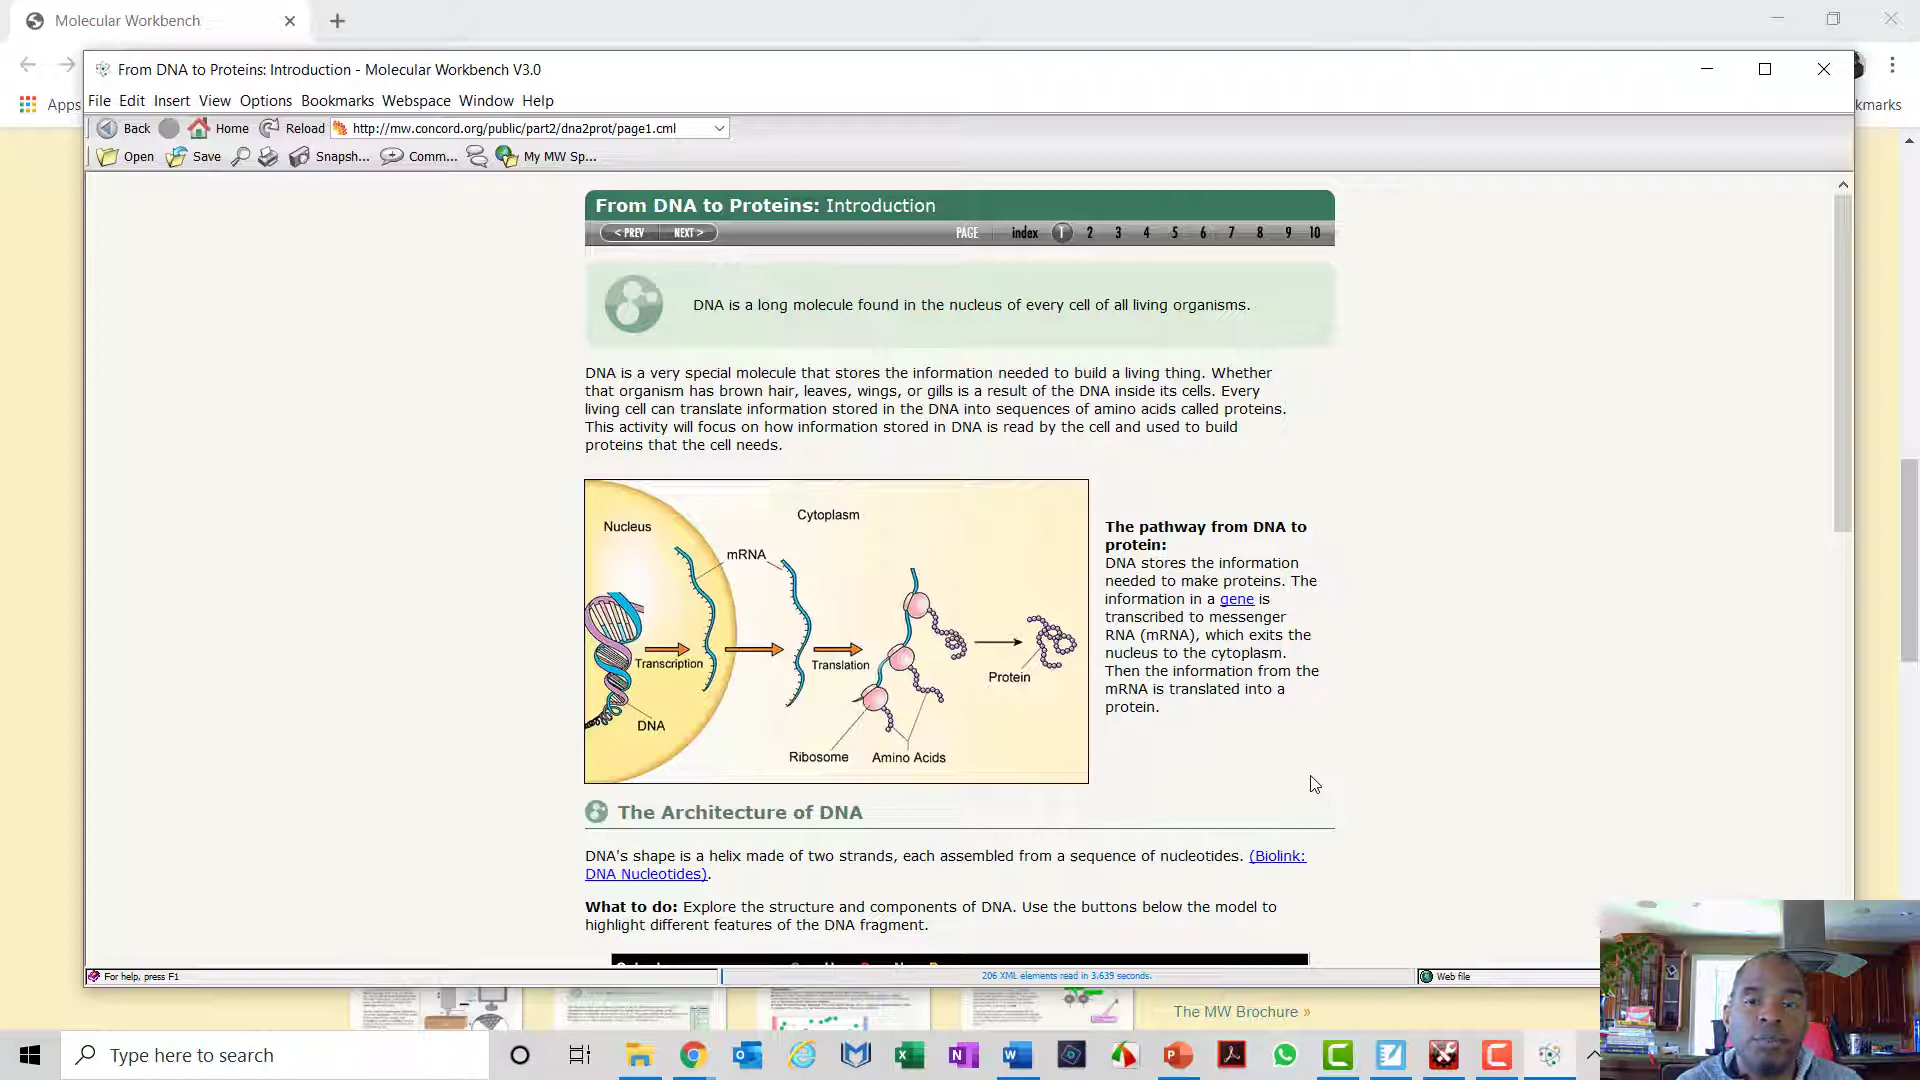 Molecular Workbench
Apps
kmarks
From DNA to Proteins: Introduction - Molecular Workbench V3.0
File Edit Insert View Options Bookmarks Webspace Window Help
Back Home Reload http://mw.concord.org/public/part2/dna2prot/page1.cml
Open Save Snapsh... Comm... My MW Sp...
From DNA to Proteins: Introduction
< PREV NEXT > PAGE index 1 2 3 4 5 6 7 8 9 10
DNA is a long molecule found in the nucleus of every cell of all living organisms.
DNA is a very special molecule that stores the information needed to build a living thing. Whether
that organism has brown hair, leaves, wings, or gills is a result of the DNA inside its cells. Every
living cell can translate information stored in the DNA into sequences of amino acids called proteins.
This activity will focus on how information stored in DNA is read by the cell and used to build
proteins that the cell needs.
Nucleus
Cytoplasm
mRNA
Transcription
Translation
Protein
DNA
Ribosome
Amino Acids
The pathway from DNA to
protein:
DNA stores the information
needed to make proteins. The
information in a gene is
transcribed to messenger
RNA (mRNA), which exits the
nucleus to the cytoplasm.
Then the information from the
mRNA is translated into a
protein.
The Architecture of DNA
DNA's shape is a helix made of two strands, each assembled from a sequence of nucleotides. (Biolink:
DNA Nucleotides).
What to do: Explore the structure and components of DNA. Use the buttons below the model to
highlight different features of the DNA fragment.
For help, press F1
206 XML elements read in 3.639 seconds.
Web file
The MW Brochure »
Type here to search